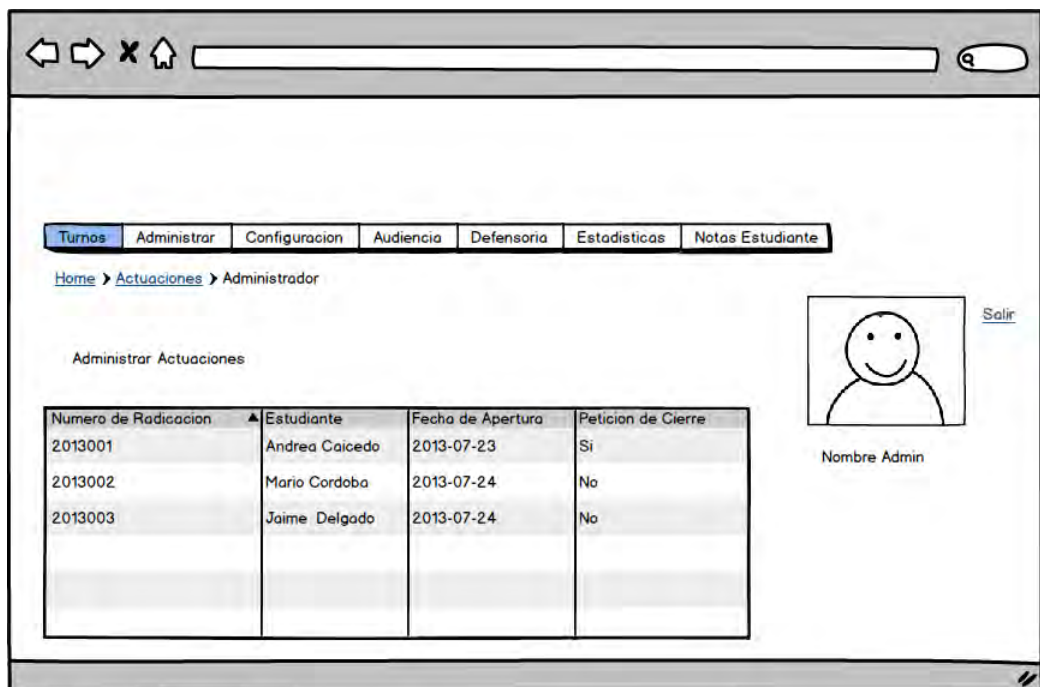 Turnos Administrar Configuracion Audiencia Defensoria Estadisticas Notas Estudiante
Home > Actuaciones > Administrador
Salir
Administrar Actuaciones
Numero de Radicacion Estudiante Fecha de Apertura Peticion de Cierre
2013001 Andrea Caicedo 2013-07-23 Si
2013002 Mario Cordoba 2013-07-24 No
2013003 Jaime Delgado 2013-07-24 No
Nombre Admin